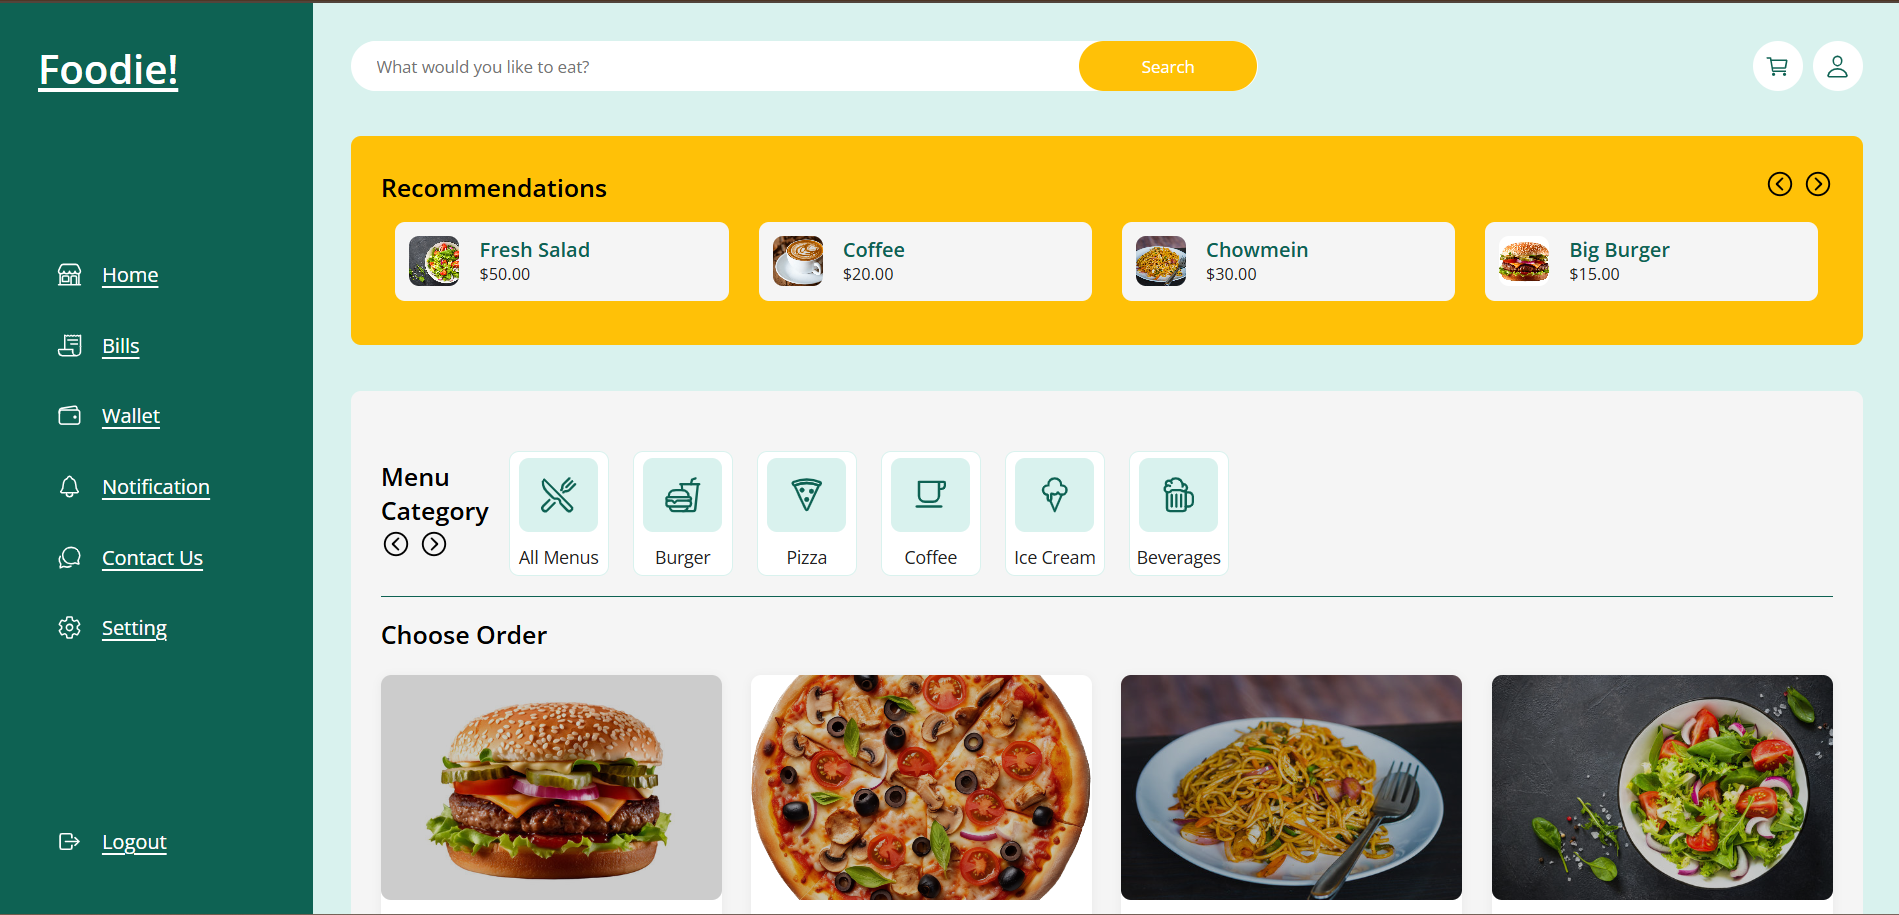 Foodie!
Home
Bills
Wallet
Notification
Contact Us
Setting
Logout
What would you like to eat?
Search
Recommendations
Fresh Salad
$50.00
Coffee
$20.00
Chowmein
$30.00
Big Burger
$15.00
Menu
Category
All Menus
Burger
Pizza
Coffee
Ice Cream
Beverages
Choose Order